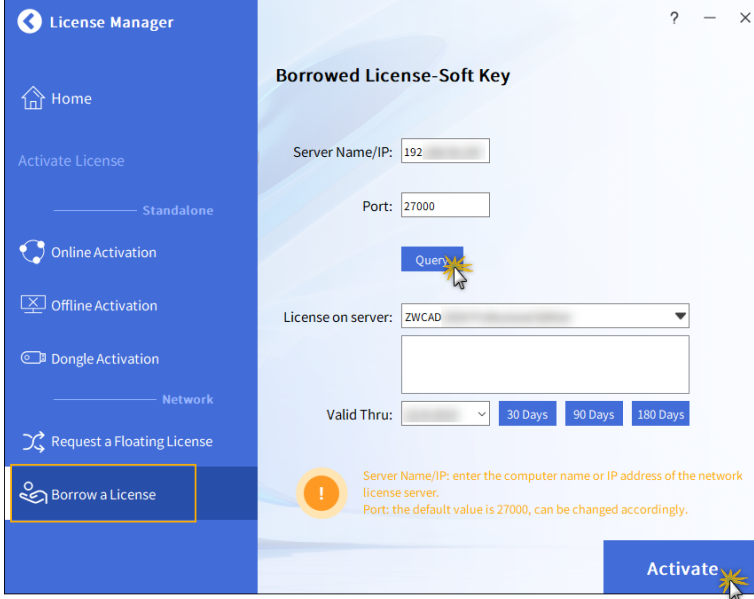 License Manager
?
Home
Activate License
Standalone
Online Activation
Offline Activation
Dongle Activation
Network
Request a Floating License
Borrow a License
Borrowed License-Soft Key
Server Name/IP: 192
Port: 27000
Query
License on server: ZWCAD
Valid Thru: 30 Days 90 Days 180 Days
!
Server Name/IP: enter the computer name or IP address of the network
license server.
Port: the default value is 27000, can be changed accordingly.
Activate